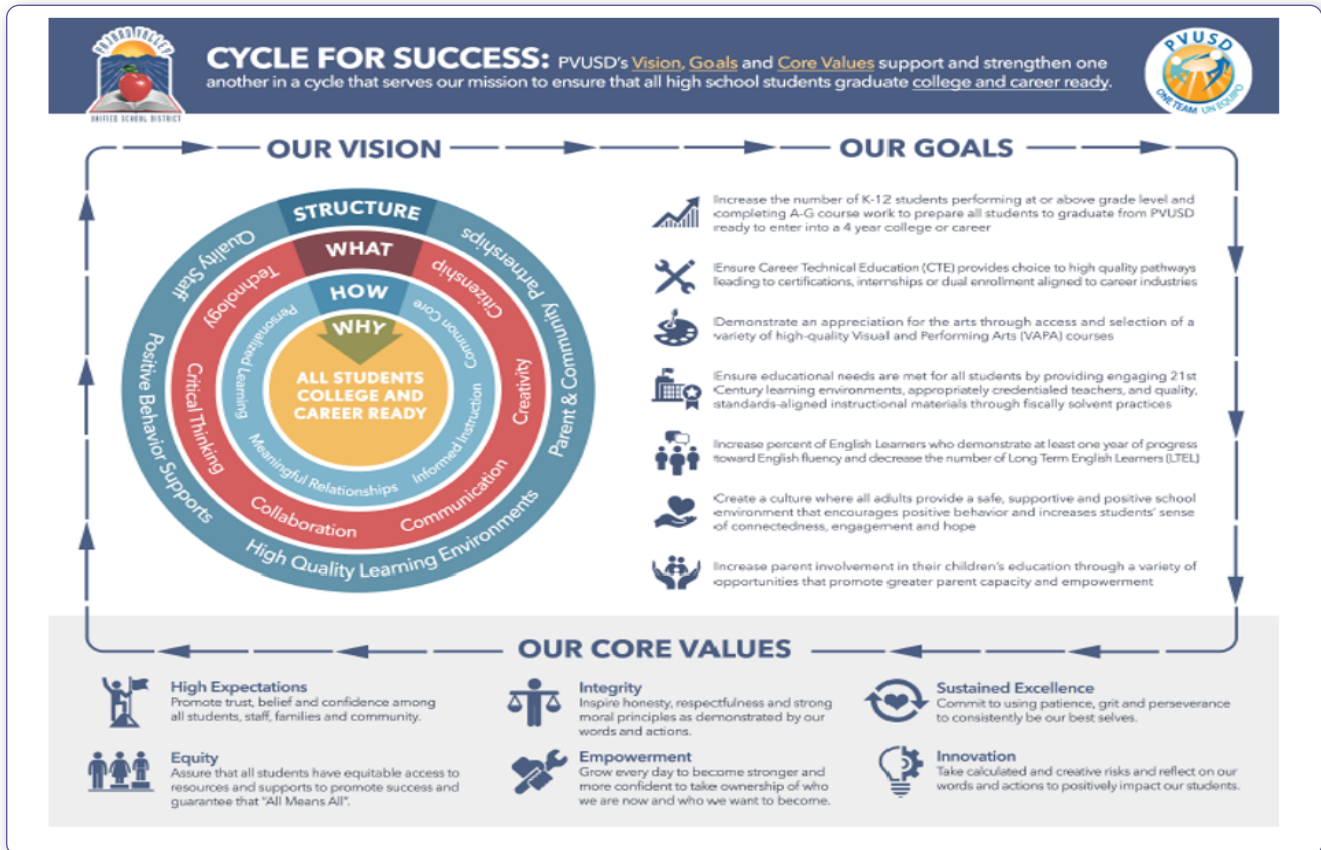 PAJARO VALLEY
UNIFIED SCHOOL DISTRICT
CYCLE FOR SUCCESS: PVUSD's Vision, Goals and Core Values support and strengthen one
another in a cycle that serves our mission to ensure that all high school students graduate college and career ready.
PVUSD
ONE TEAM UN EQUIPO
OUR VISION
STRUCTURE
Quality Staff
Parent & Community Partnerships
Positive Behavior Supports
High Quality Learning Environments
WHAT
Technology
Citizenship
Critical Thinking
Creativity
Collaboration
Communication
HOW
Personalized Learning
Common Core
Meaningful Relationships
Informed Instruction
WHY
ALL STUDENTS
COLLEGE AND
CAREER READY
OUR GOALS
Increase the number of K-12 students performing at or above grade level and
completing A-G course work to prepare all students to graduate from PVUSD
ready to enter into a 4 year college or career
Ensure Career Technical Education (CTE) provides choice to high quality pathways
leading to certifications, internships or dual enrollment aligned to career industries
Demonstrate an appreciation for the arts through access and selection of a
variety of high-quality Visual and Performing Arts (VAPA) courses
Ensure educational needs are met for all students by providing engaging 21st
Century learning environments, appropriately credentialed teachers, and quality,
standards-aligned instructional materials through fiscally solvent practices
Increase percent of English Learners who demonstrate at least one year of progress
toward English fluency and decrease the number of Long Term English Learners (LTEL)
Create a culture where all adults provide a safe, supportive and positive school
environment that encourages positive behavior and increases students' sense
of connectedness, engagement and hope
Increase parent involvement in their children's education through a variety of
opportunities that promote greater parent capacity and empowerment
OUR CORE VALUES
High Expectations
Promote trust, belief and confidence among
all students, staff, families and community.
Equity
Assure that all students have equitable access to
resources and supports to promote success and
guarantee that "All Means All".
Integrity
Inspire honesty, respectfulness and strong
moral principles as demonstrated by our
words and actions.
Empowerment
Grow every day to become stronger and
more confident to take ownership of who
we are now and who we want to become.
Sustained Excellence
Commit to using patience, grit and perseverance
to consistently be our best selves.
Innovation
Take calculated and creative risks and reflect on our
words and actions to positively impact our students.